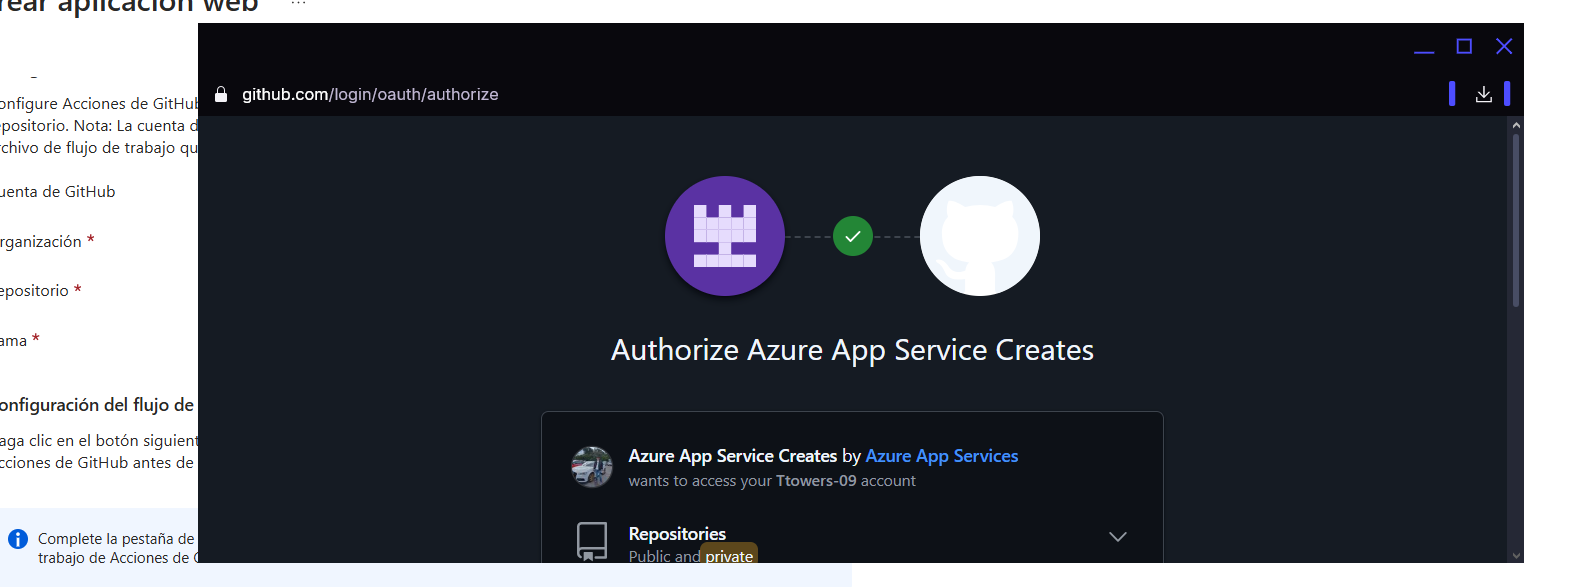 rear aplicación web ...
github.com/login/oauth/authorize
onfigure Acciones de GitHub
epositorio. Nota: La cuenta d
rchivo de flujo de trabajo qu
uenta de GitHub
rganización *
epositorio *
ama *
onfiguración del flujo de
aga clic en el botón siguient
cciones de GitHub antes de
Complete la pestaña de
trabajo de Acciones de G
Authorize Azure App Service Creates
Azure App Service Creates by Azure App Services
wants to access your Ttowers-09 account
Repositories
Public and private